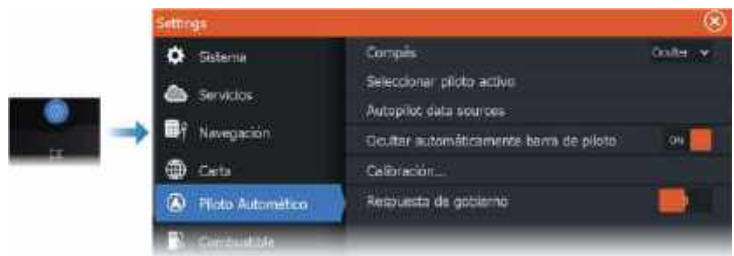 Settings
Sistema
Servicios
Navegación
Carta
Piloto Automático
Combustible
Compás
Ocultar
Seleccionar piloto activo
Autopilot data sources
Ocultar automáticamente barra de piloto
ON
Calibración...
Respuesta de gobierno